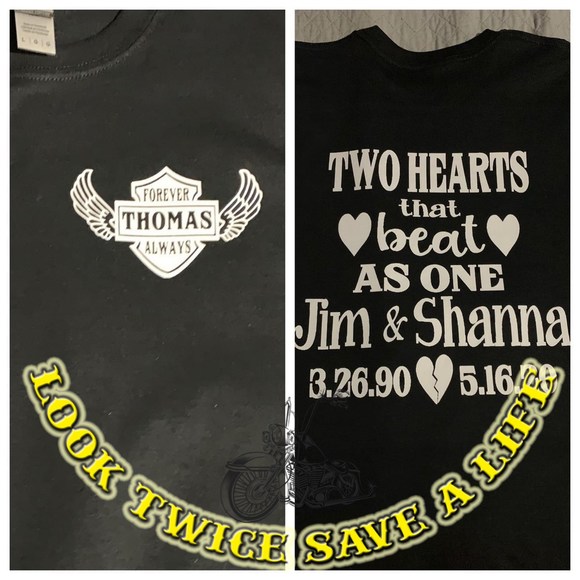 FOREVER
THOMAS
ALWAYS
TWO HEARTS
that
beat
AS ONE
Jim & Shanna
3.26.90
LOOK TWICE SAVE A LIFE